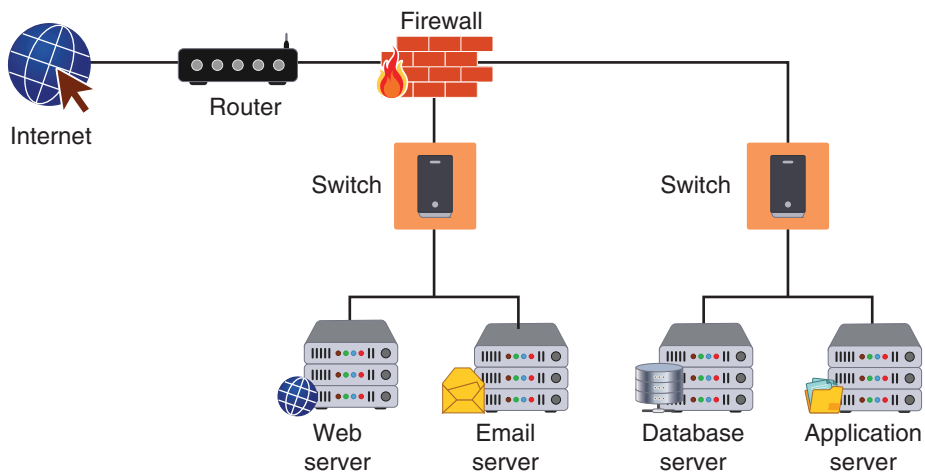 Firewall
Router
Internet
Switch
Switch
Web
server
Email
server
Database
server
Application
server